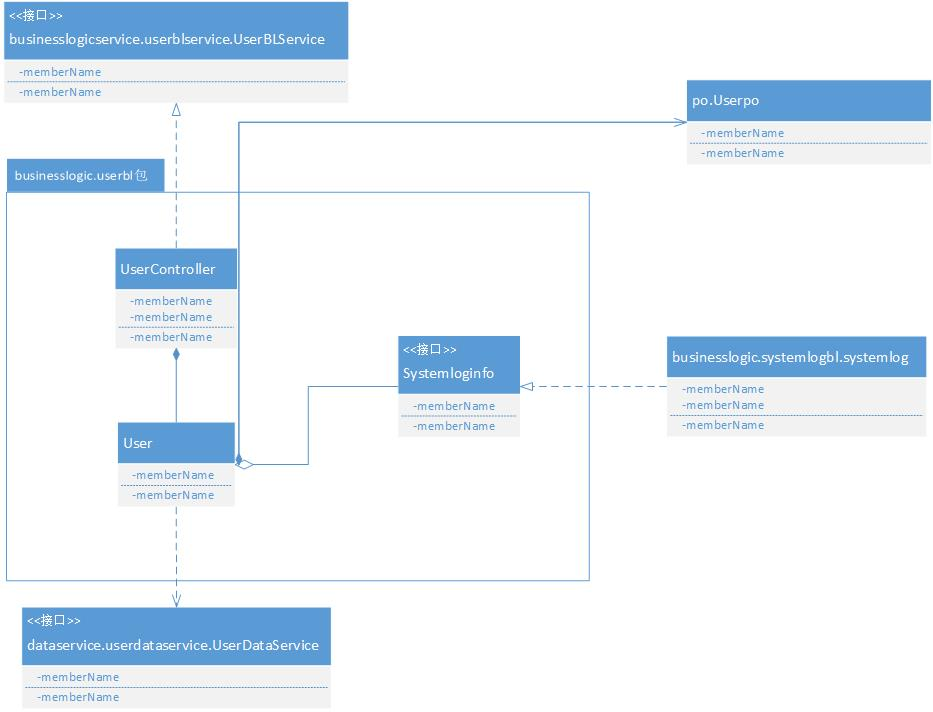 <<接口>>
businesslogicservice.userblservice.UserBLService
-memberName
-memberName
po.Userpo
-memberName
-memberName
businesslogic.userbl包
UserController
-memberName
-memberName
-memberName
<<接口>>
Systemloginfo
-memberName
-memberName
businesslogic.systemlogbl.systemlog
-memberName
-memberName
-memberName
User
-memberName
-memberName
<<接口>>
dataservice.userdataservice.UserDataService
-memberName
-memberName